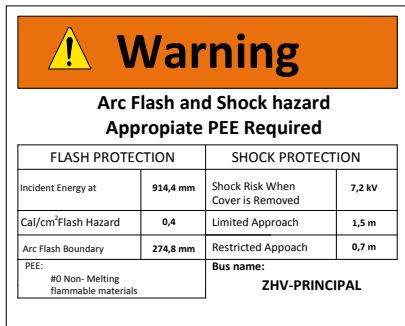 Warning
Arc Flash and Shock hazard
Appropiate PEE Required
FLASH PROTECTION
SHOCK PROTECTION
Incident Energy at
914,4 mm
Shock Risk When
Cover is Removed
7,2 kV
Cal/cm²Flash Hazard
0,4
Limited Approach
1,5 m
Arc Flash Boundary
274,8 mm
Restricted Appoach
0,7 m
PEE:
#0 Non- Melting
flammable materials
Bus name:
ZHV-PRINCIPAL